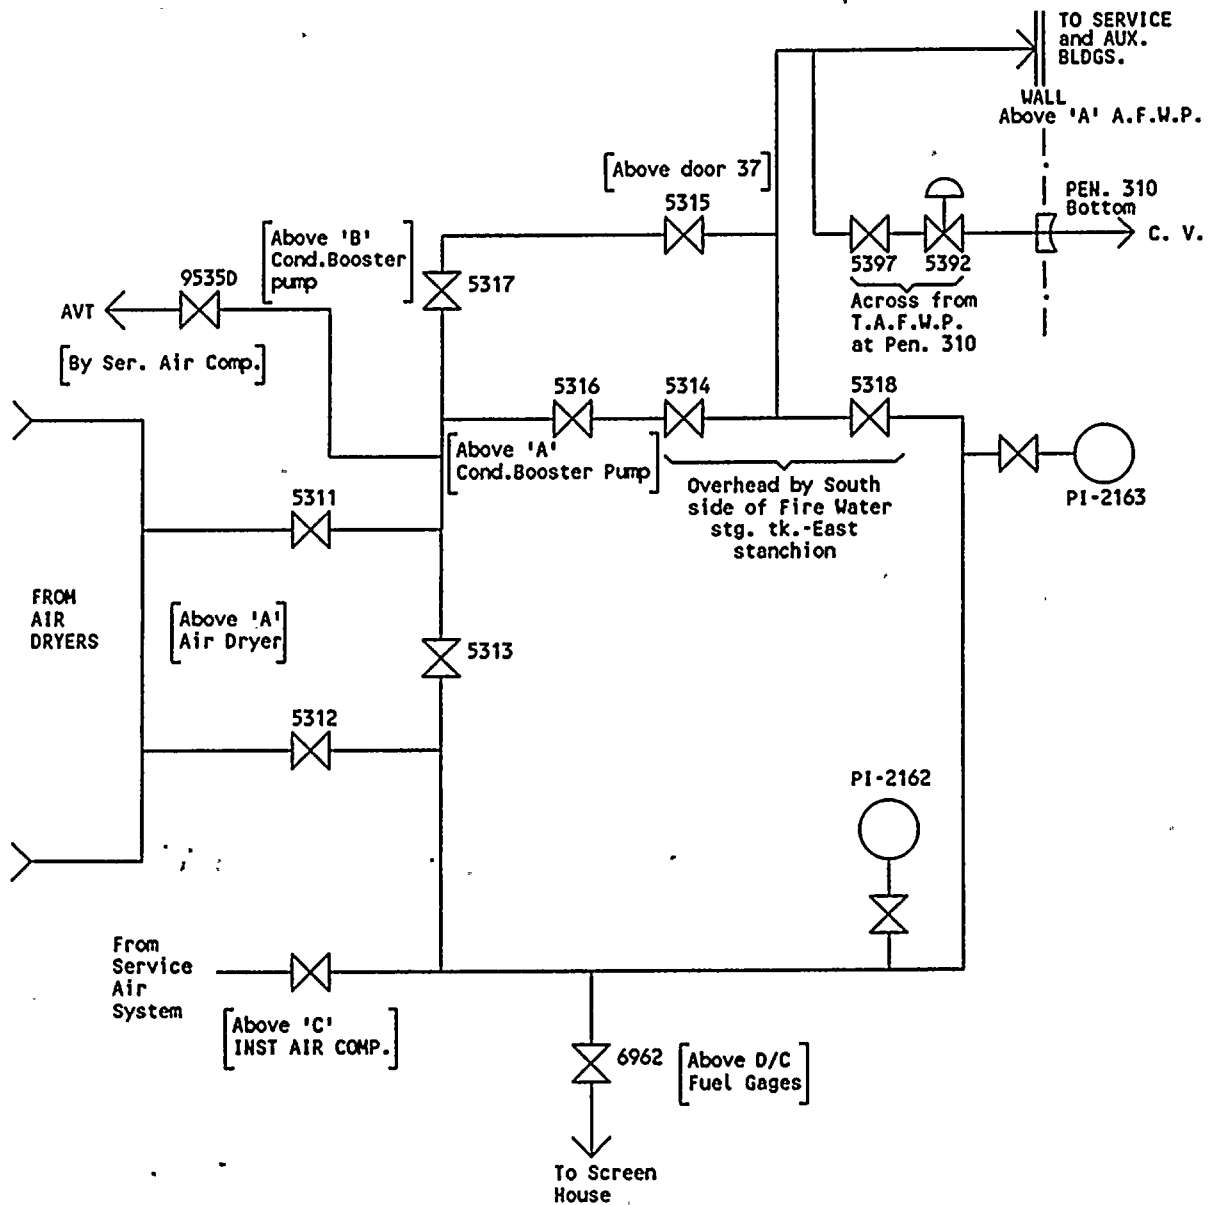 TO SERVICE
and AUX.
BLDGS.
WALL
Above 'A' A.F.W.P.
[Above door 37]
5315
PEN. 310
Bottom
C. V.
5397
5392
Across from
T.A.F.W.P.
at Pen. 310
[Above 'B'
Cond.Booster
pump]
5317
9535D
AVT
[By Ser. Air Comp.]
5316
5314
5318
[Above 'A'
Cond.Booster Pump]
Overhead by South
side of Fire Water
stg. tk.-East
stanchion
PI-2163
5311
FROM
AIR
DRYERS
[Above 'A'
Air Dryer]
5313
5312
PI-2162
From
Service
Air
System
[Above 'C'
INST AIR COMP.]
6962
[Above D/C
Fuel Gages]
To Screen
House